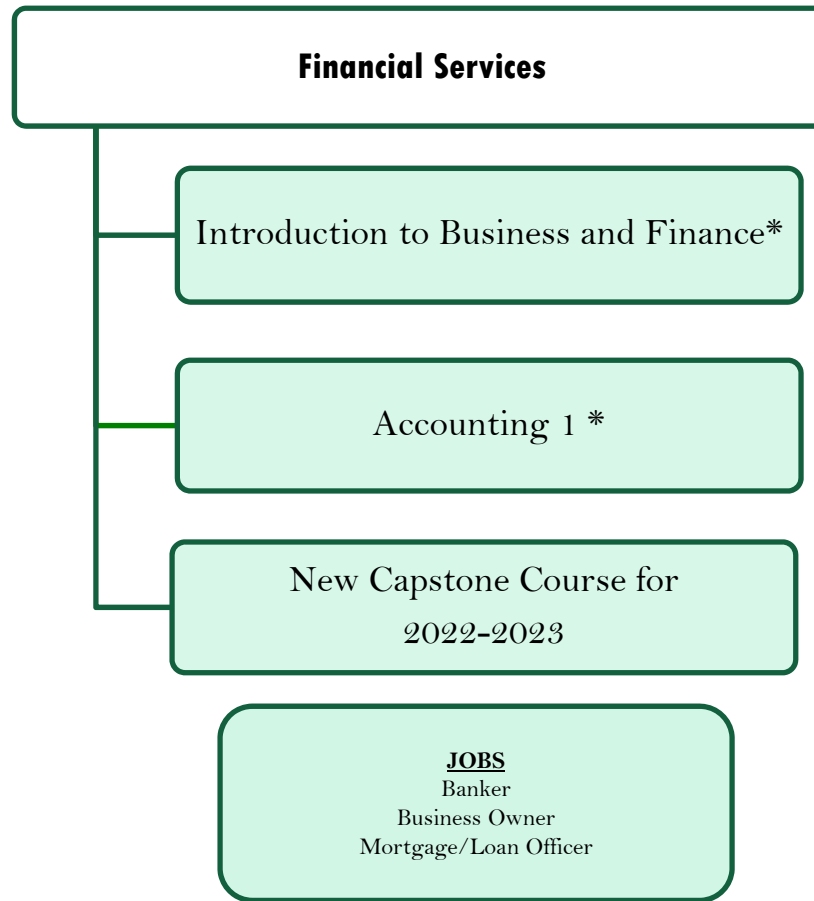 Financial Services
Introduction to Business and Finance*
Accounting 1 *
New Capstone Course for
2022-2023
JOBS
Banker
Business Owner
Mortgage/Loan Officer